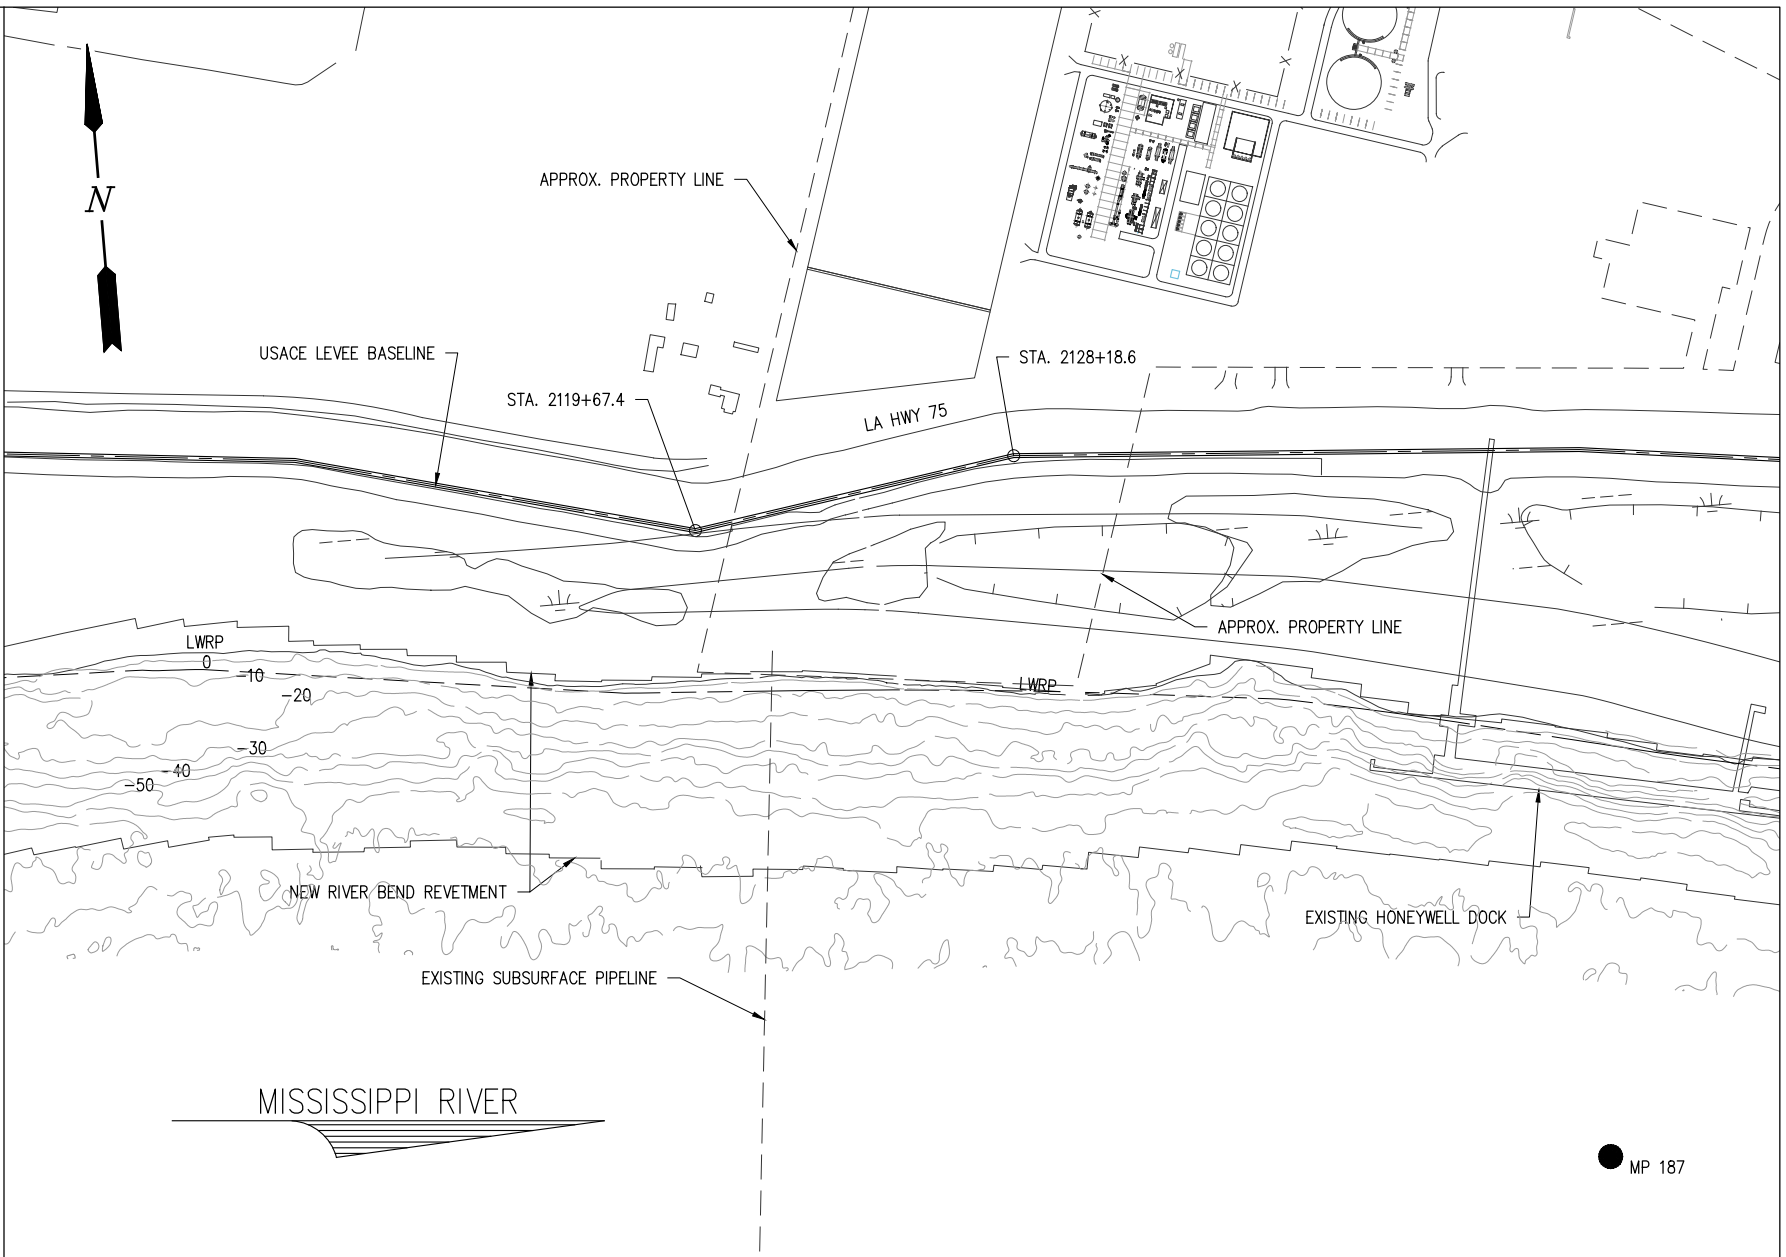 N
APPROX. PROPERTY LINE
USACE LEVEE BASELINE
STA. 2128+18.6
STA. 2119+67.4
LA HWY 75
APPROX. PROPERTY LINE
LWRP
0
-10
LWRP
-20
-30
-40
-50
NEW RIVER BEND REVETMENT
EXISTING HONEYWELL DOCK
EXISTING SUBSURFACE PIPELINE
MISSISSIPPI RIVER
MP 187